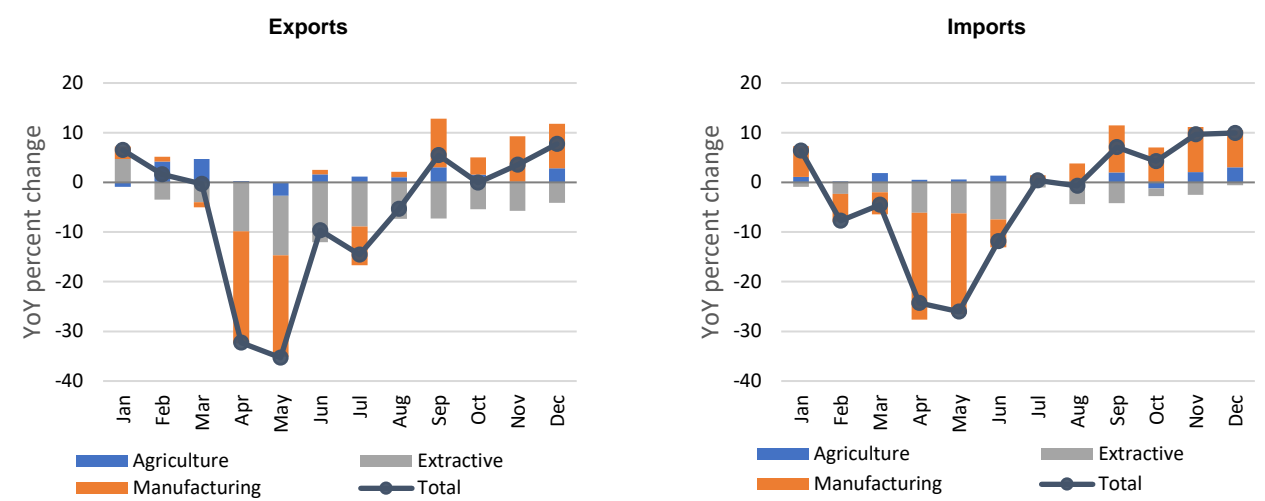 Exports
YoY percent change
20
10
0
-10
-20
-30
-40
Jan Feb Mar Apr May Jun Jul Aug Sep Oct Nov Dec
Agriculture Extractive
Manufacturing Total
Imports
YoY percent change
20
10
0
-10
-20
-30
-40
Jan Feb Mar Apr May Jun Jul Aug Sep Oct Nov Dec
Agriculture Extractive
Manufacturing Total